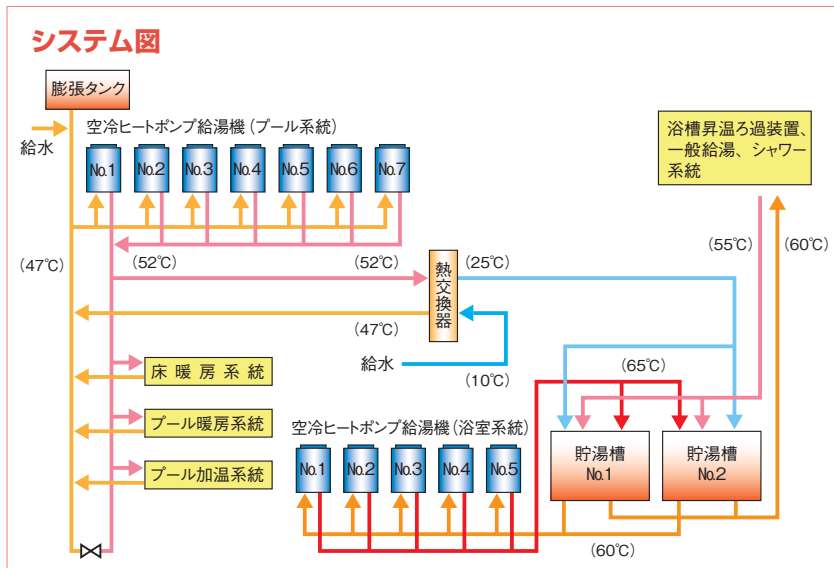 システム図
膨張タンク
給水
空冷ヒートポンプ給湯機（プール系統）
No.1
No.2
No.3
No.4
No.5
No.6
No.7
浴槽昇温ろ過装置、
一般給湯、シャワー
系統
(47℃)
(52℃)
(52℃)
(25℃)
(55℃)
(60℃)
熱交換器
(47℃)
給水
(10℃)
(65℃)
床暖房系統
プール暖房系統
プール加温系統
空冷ヒートポンプ給湯機（浴室系統）
No.1
No.2
No.3
No.4
No.5
貯湯槽
No.1
貯湯槽
No.2
(60℃)